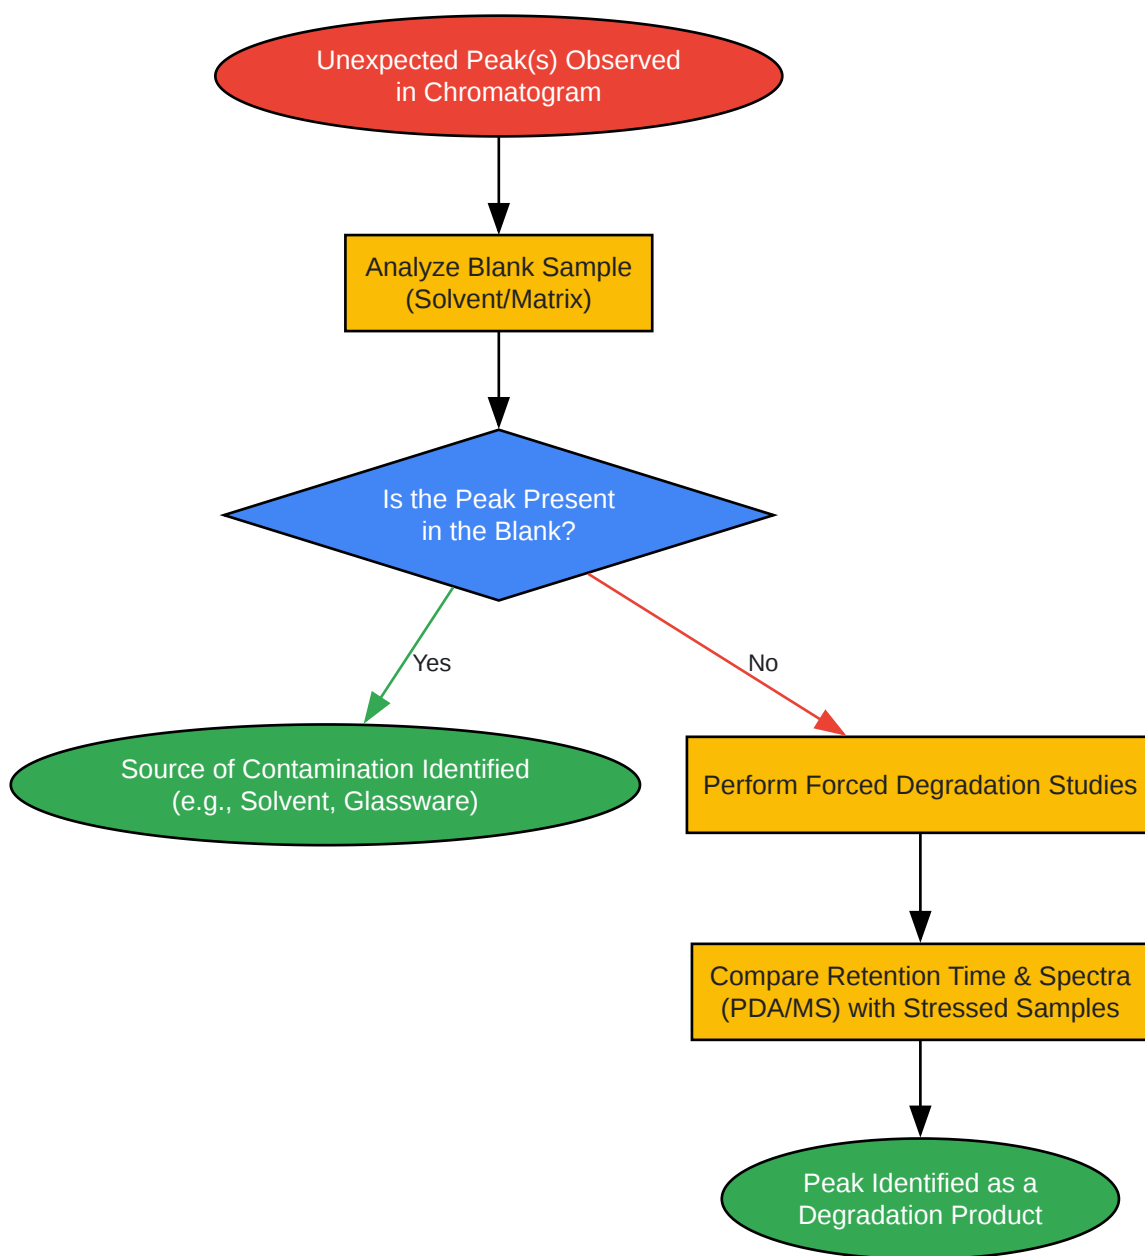 Unexpected Peak(s) Observed
in Chromatogram
Analyze Blank Sample
(Solvent/Matrix)
Is the Peak Present
in the Blank?
Yes
No
Source of Contamination Identified
(e.g., Solvent, Glassware)
Perform Forced Degradation Studies
Compare Retention Time & Spectra
(PDA/MS) with Stressed Samples
Peak Identified as a
Degradation Product